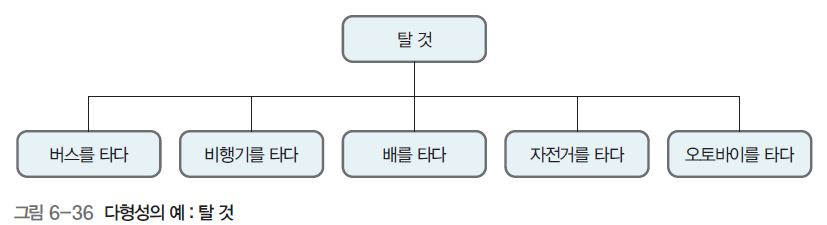 탈 것
버스를 타다
비행기를 타다
배를 타다
자전거를 타다
오토바이를 타다
그림 6-36 다형성의 예 : 탈 것